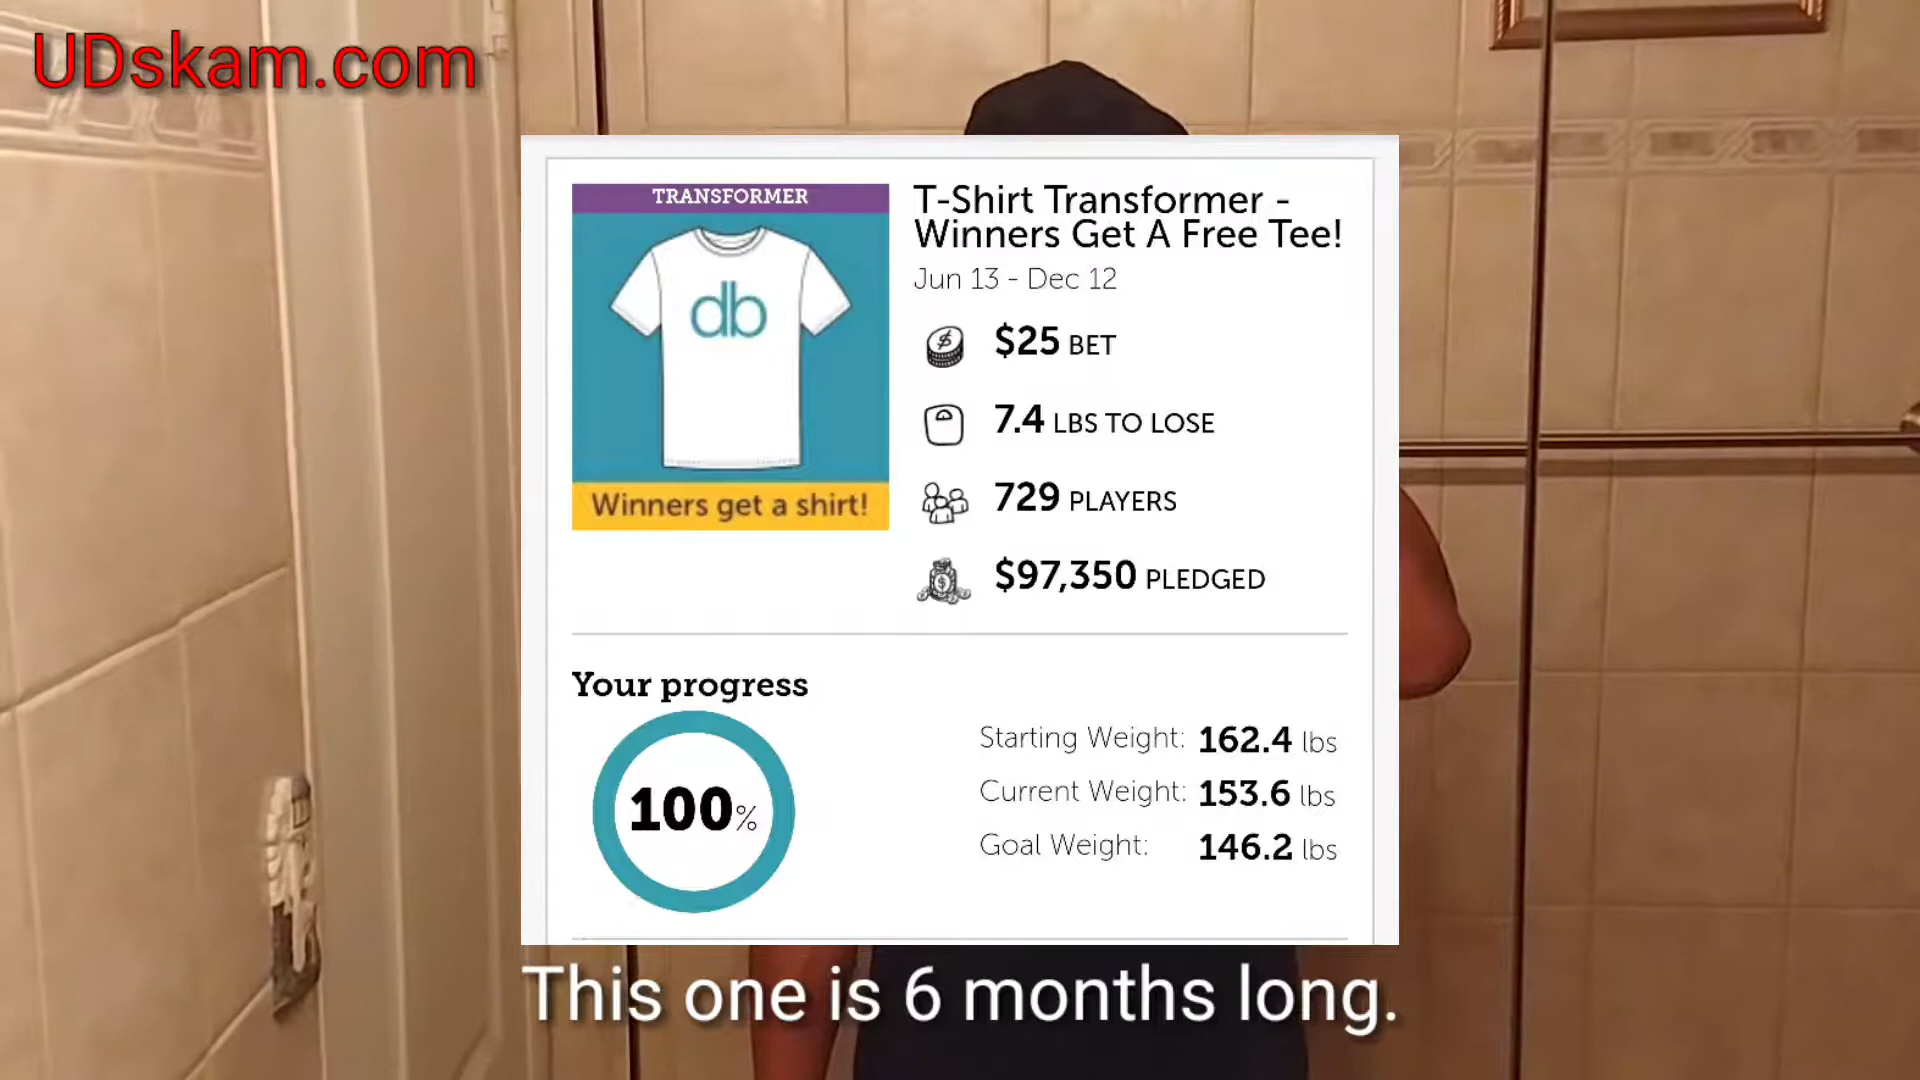 UDskam.com
TRANSFORMER
db
Winners get a shirt!
T-Shirt Transformer -
Winners Get A Free Tee!
Jun 13 - Dec 12
$25 BET
7.4 LBS TO LOSE
729 PLAYERS
$97,350 PLEDGED
Your progress
100%
Starting Weight: 162.4 lbs
Current Weight: 153.6 lbs
Goal Weight: 146.2 lbs
This one is 6 months long.